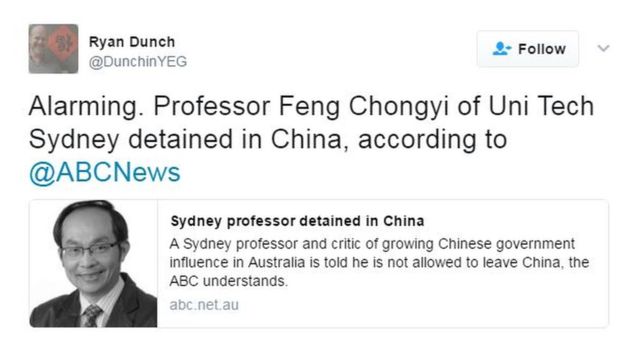 Ryan Dunch
@DunchinYEG
Follow
Alarming. Professor Feng Chongyi of Uni Tech
Sydney detained in China, according to
@ABCNews
Sydney professor detained in China
A Sydney professor and critic of growing Chinese government
influence in Australia is told he is not allowed to leave China, the
ABC understands.
abc.net.au